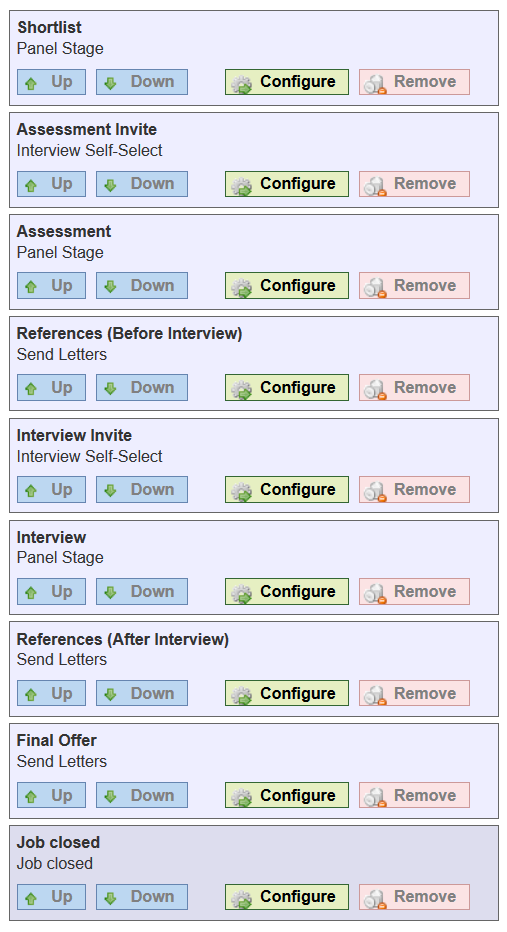 Shortlist
Panel Stage
Up Down Configure Remove
Assessment Invite
Interview Self-Select
Up Down Configure Remove
Assessment
Panel Stage
Up Down Configure Remove
References (Before Interview)
Send Letters
Up Down Configure Remove
Interview Invite
Interview Self-Select
Up Down Configure Remove
Interview
Panel Stage
Up Down Configure Remove
References (After Interview)
Send Letters
Up Down Configure Remove
Final Offer
Send Letters
Up Down Configure Remove
Job closed
Job closed
Up Down Configure Remove